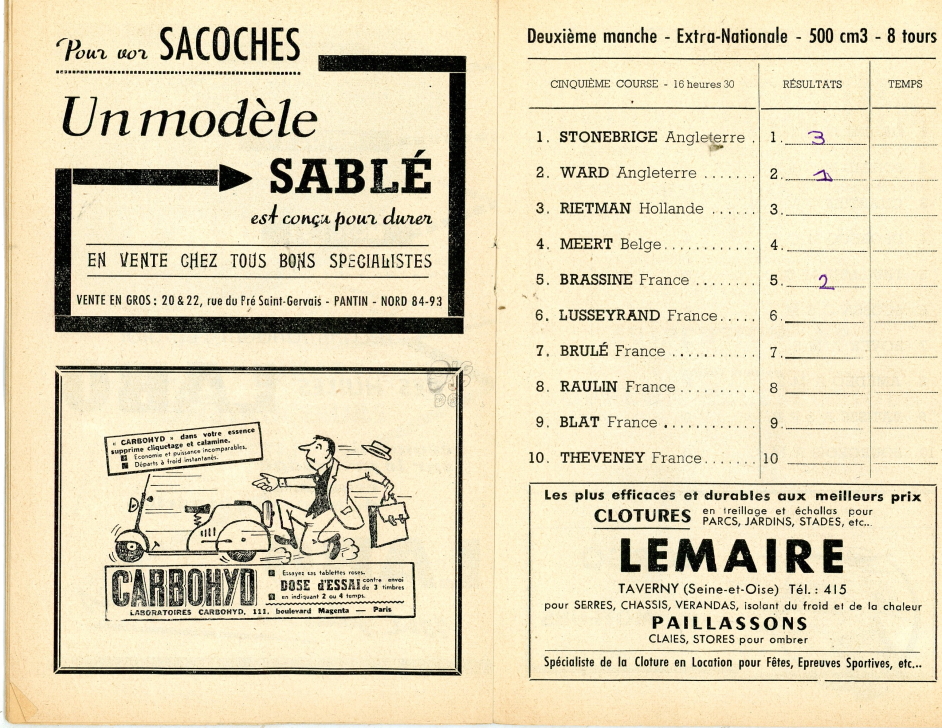 Pour vos SACOCHES
Un modèle
SABLÉ
est conçu pour durer
EN VENTE CHEZ TOUS BONS SPECIALISTES
VENTE EN GROS : 20 & 22, rue du Pré Saint-Gervais - PANTIN - NORD 84-93
« CARBOHYD » dans votre essence
supprime cliquetage et calamine.
Économie et puissance incomparables,
Départs à froid instantanés.
CARBOHYD
Essayez ses tablettes roses.
DOSE d'ESSAI contre envoi de 3 timbres
en indiquant 2 ou 4 temps.
LABORATOIRES CARBOHYD, 111, boulevard Magenta — Paris
Deuxième manche - Extra-Nationale - 500 cm3 - 8 tours
CINQUIÈME COURSE - 16 heures 30 RÉSULTATS TEMPS
1. STONEBRIGE Angleterre . 1. 3
2. WARD Angleterre ....... 2. 1
3. RIETMAN Hollande ...... 3.
4. MEERT Belge............ 4.
5. BRASSINE France ....... 5. 2
6. LUSSEYRAND France..... 6.
7. BRULÉ France .......... 7.
8. RAULIN France ......... 8
9. BLAT France ........... 9.
10. THEVENEY France....... 10
Les plus efficaces et durables aux meilleurs prix
CLOTURES en treillage et échallas pour
PARCS, JARDINS, STADES, etc...
LEMAIRE
TAVERNY (Seine-et-Oise) Tél. : 415
pour SERRES, CHASSIS, VERANDAS, isolant du froid et de la chaleur
PAILLASSONS
CLAIES, STORES pour ombrer
Spécialiste de la Cloture en Location pour Fêtes, Epreuves Sportives, etc...